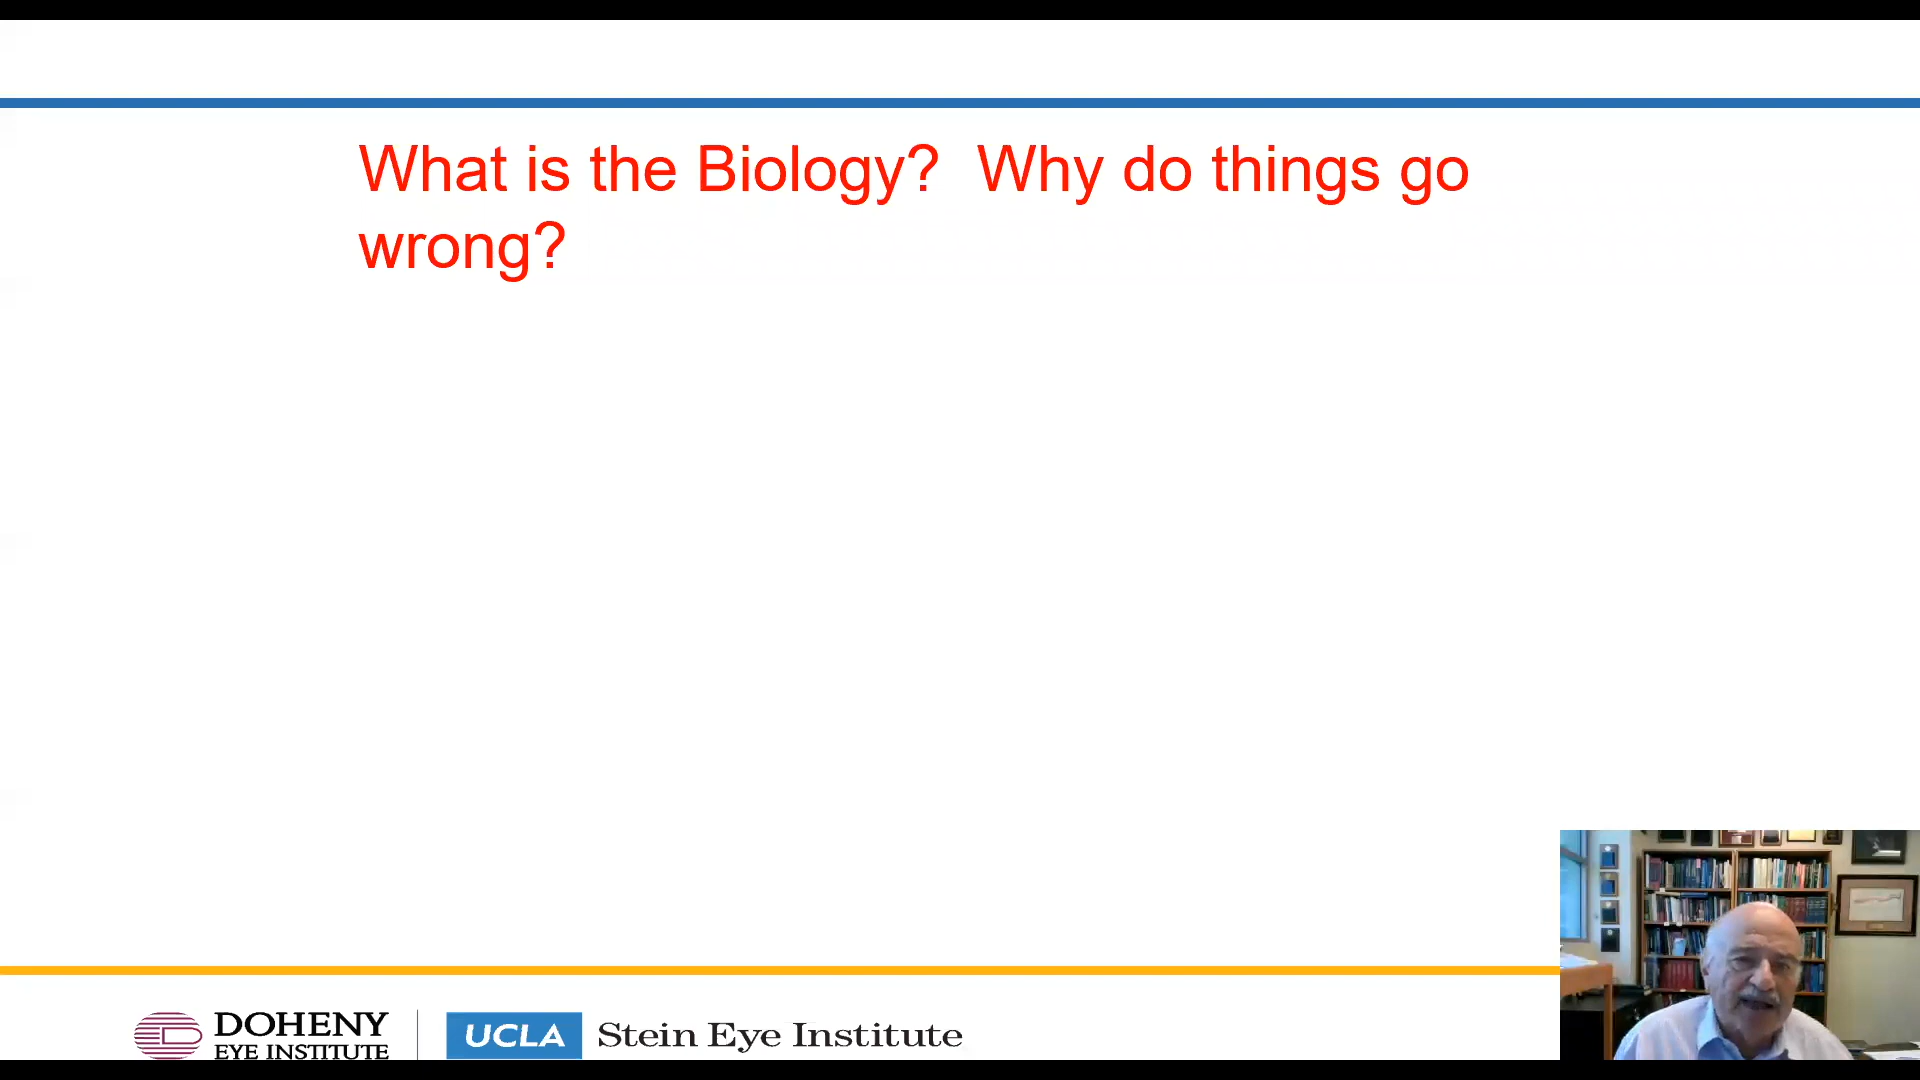 What is the Biology?  Why do things go
wrong?
DOHENY
EYE INSTITUTE
UCLA Stein Eye Institute